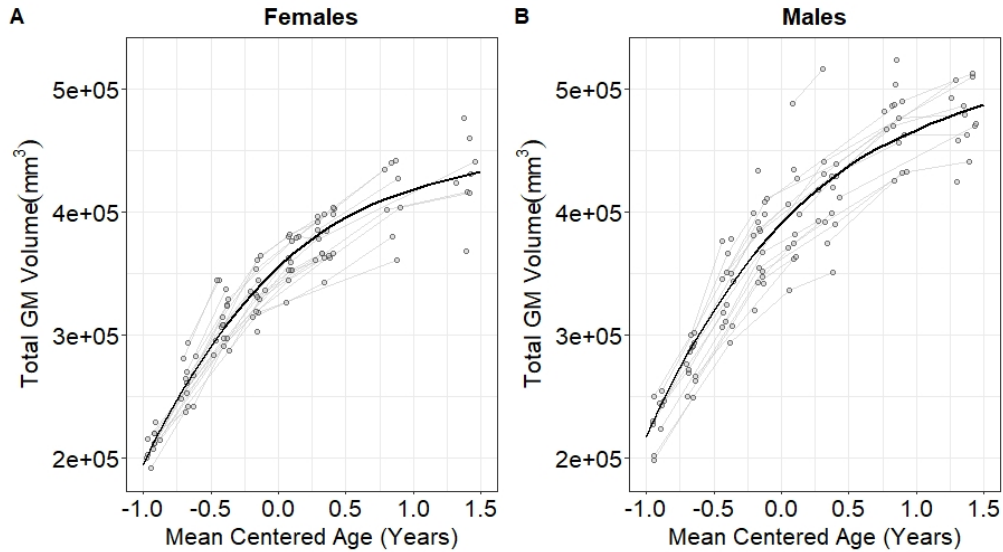 A Females
B Males
Total GM Volume(mm³)
5e+05
4e+05
3e+05
2e+05
-1.0 -0.5 0.0 0.5 1.0 1.5
Mean Centered Age (Years)
Total GM Volume(mm³)
5e+05
4e+05
3e+05
2e+05
-1.0 -0.5 0.0 0.5 1.0 1.5
Mean Centered Age (Years)